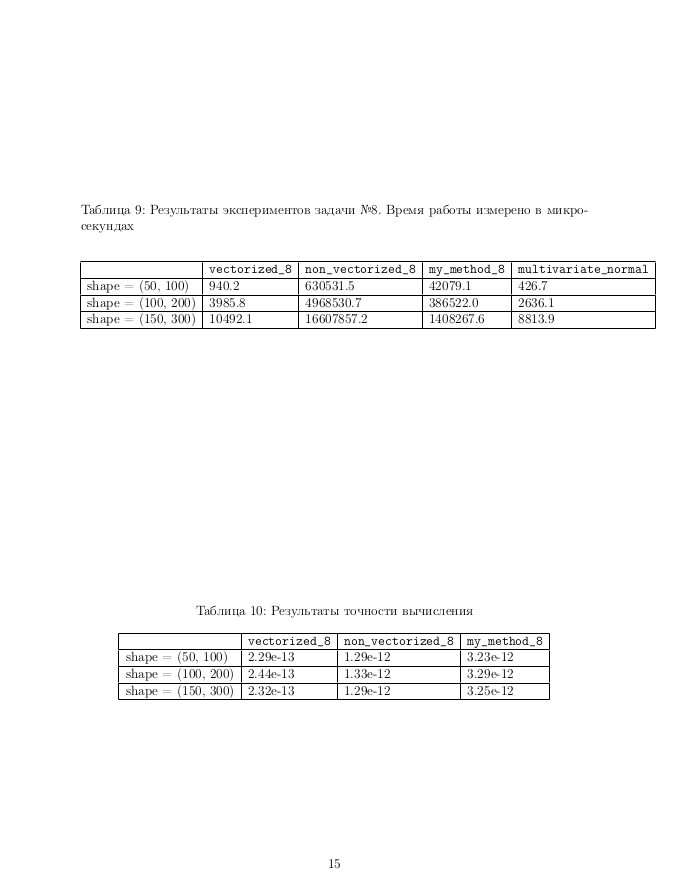 Таблица 9: Результаты экспериментов задачи №8. Время работы измерено в микро-
секундах
vectorized_8 non_vectorized_8 my_method_8 multivariate_normal
shape = (50, 100) 940.2 630531.5 42079.1 426.7
shape = (100, 200) 3985.8 4968530.7 386522.0 2636.1
shape = (150, 300) 10492.1 16607857.2 1408267.6 8813.9
Таблица 10: Результаты точности вычисления
vectorized_8 non_vectorized_8 my_method_8
shape = (50, 100) 2.29e-13 1.29e-12 3.23e-12
shape = (100, 200) 2.44e-13 1.33e-12 3.29e-12
shape = (150, 300) 2.32e-13 1.29e-12 3.25e-12
15